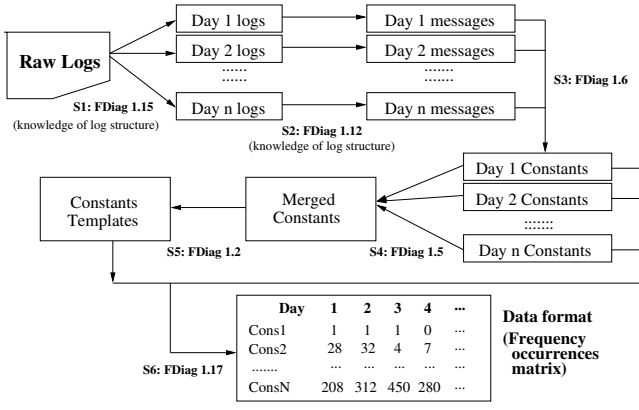 Raw Logs
Day 1 logs
Day 2 logs
......
......
Day n logs
Day 1 messages
Day 2 messages
......
......
Day n messages
S1: FDiag 1.15
(knowledge of log structure)
S2: FDiag 1.12
(knowledge of log structure)
S3: FDiag 1.6
Day 1 Constants
Day 2 Constants
.......
.......
Day n Constants
S4: FDiag 1.5
Merged
Constants
S5: FDiag 1.2
Constants
Templates
S6: FDiag 1.17
Day 1 2 3 4 ...
Cons1 1 1 1 0 ...
Cons2 28 32 4 7 ...
....... ... ... ... ... ...
ConsN 208 312 450 280 ...
Data format
(Frequency
occurrences
matrix)